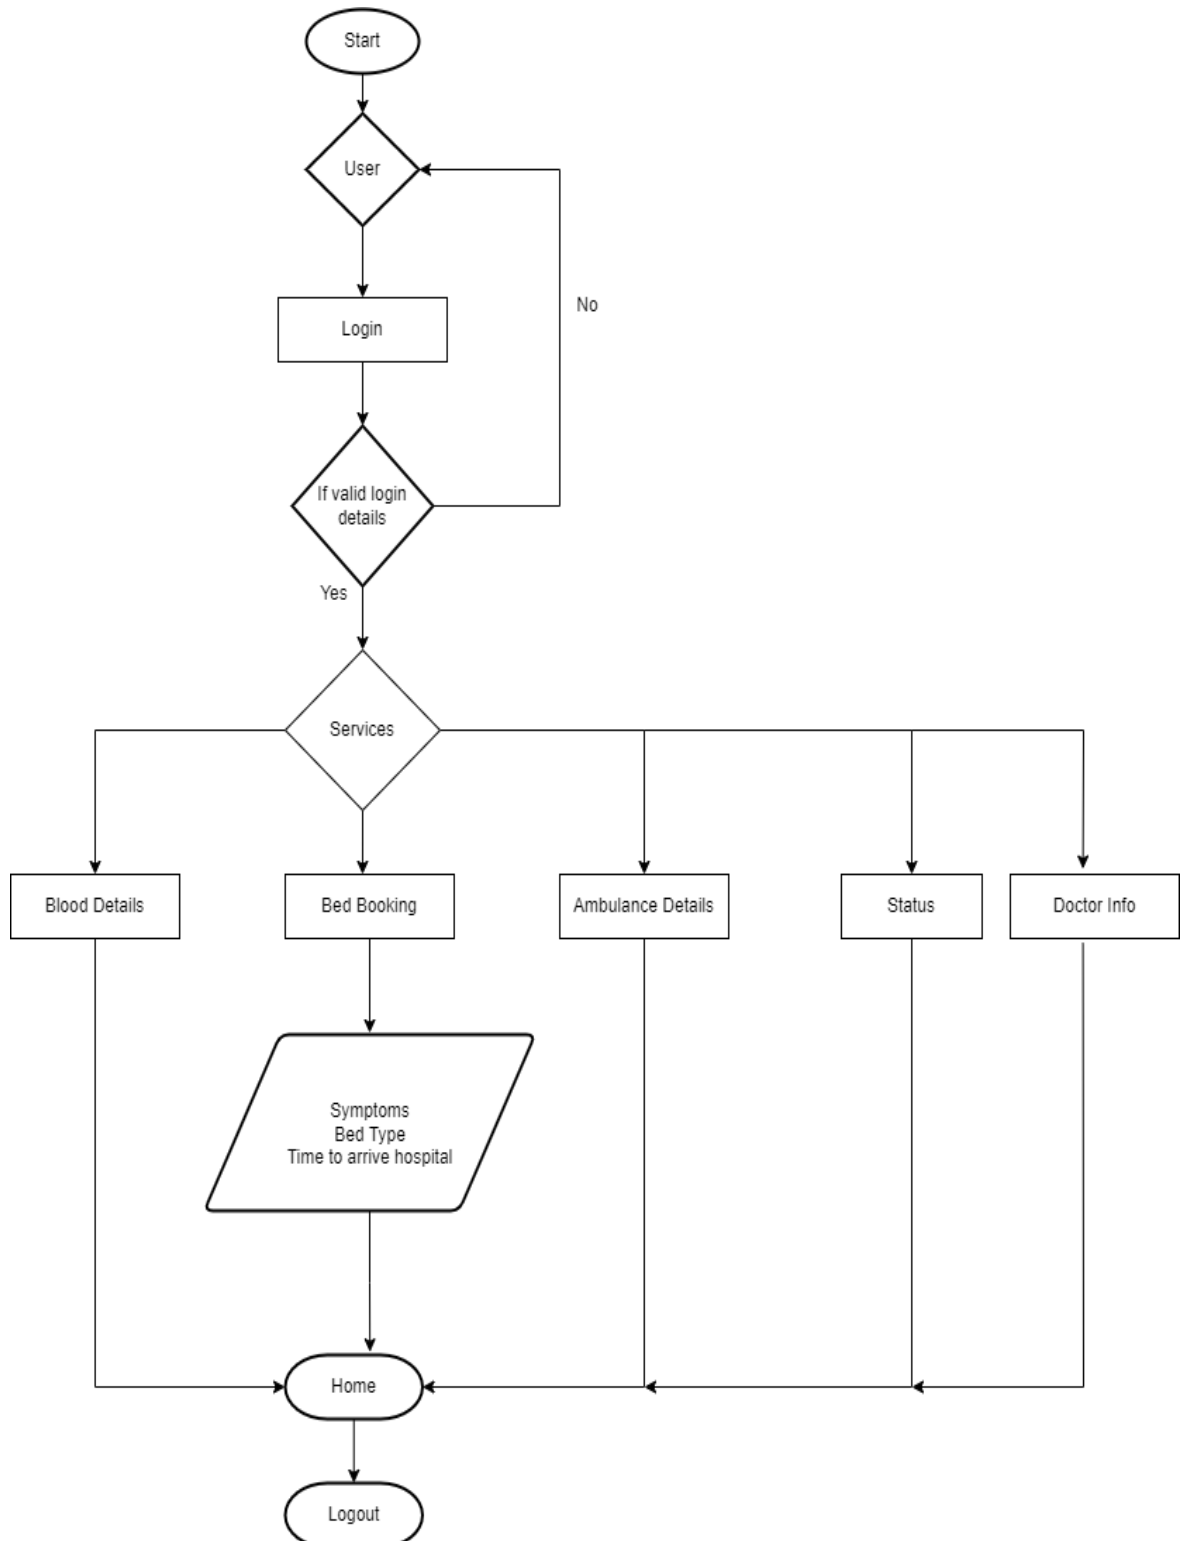 Start
User
No
Login
If valid login
details
Yes
Services
Blood Details
Bed Booking
Ambulance Details
Status
Doctor Info
Symptoms
Bed Type
Time to arrive hospital
Home
Logout